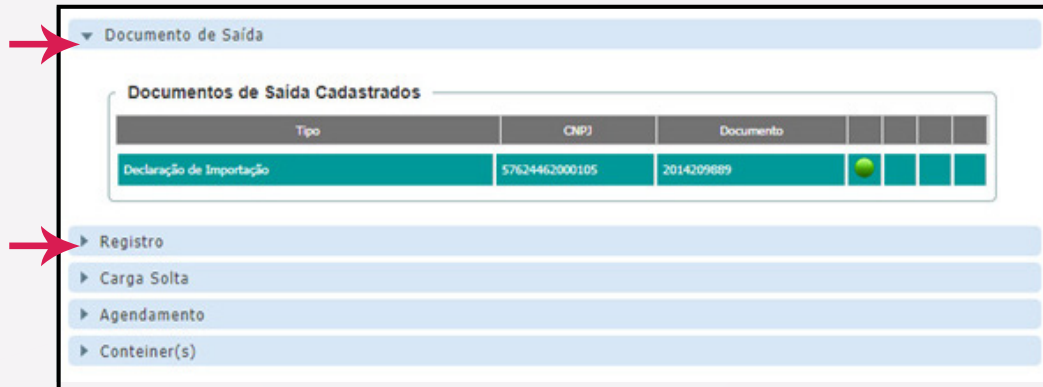 Documento de Saída
Documentos de Saída Cadastrados
Tipo CNPJ Documento
Declaração de Importação 57624462000105 2014209889
Registro
Carga Solta
Agendamento
Conteiner(s)